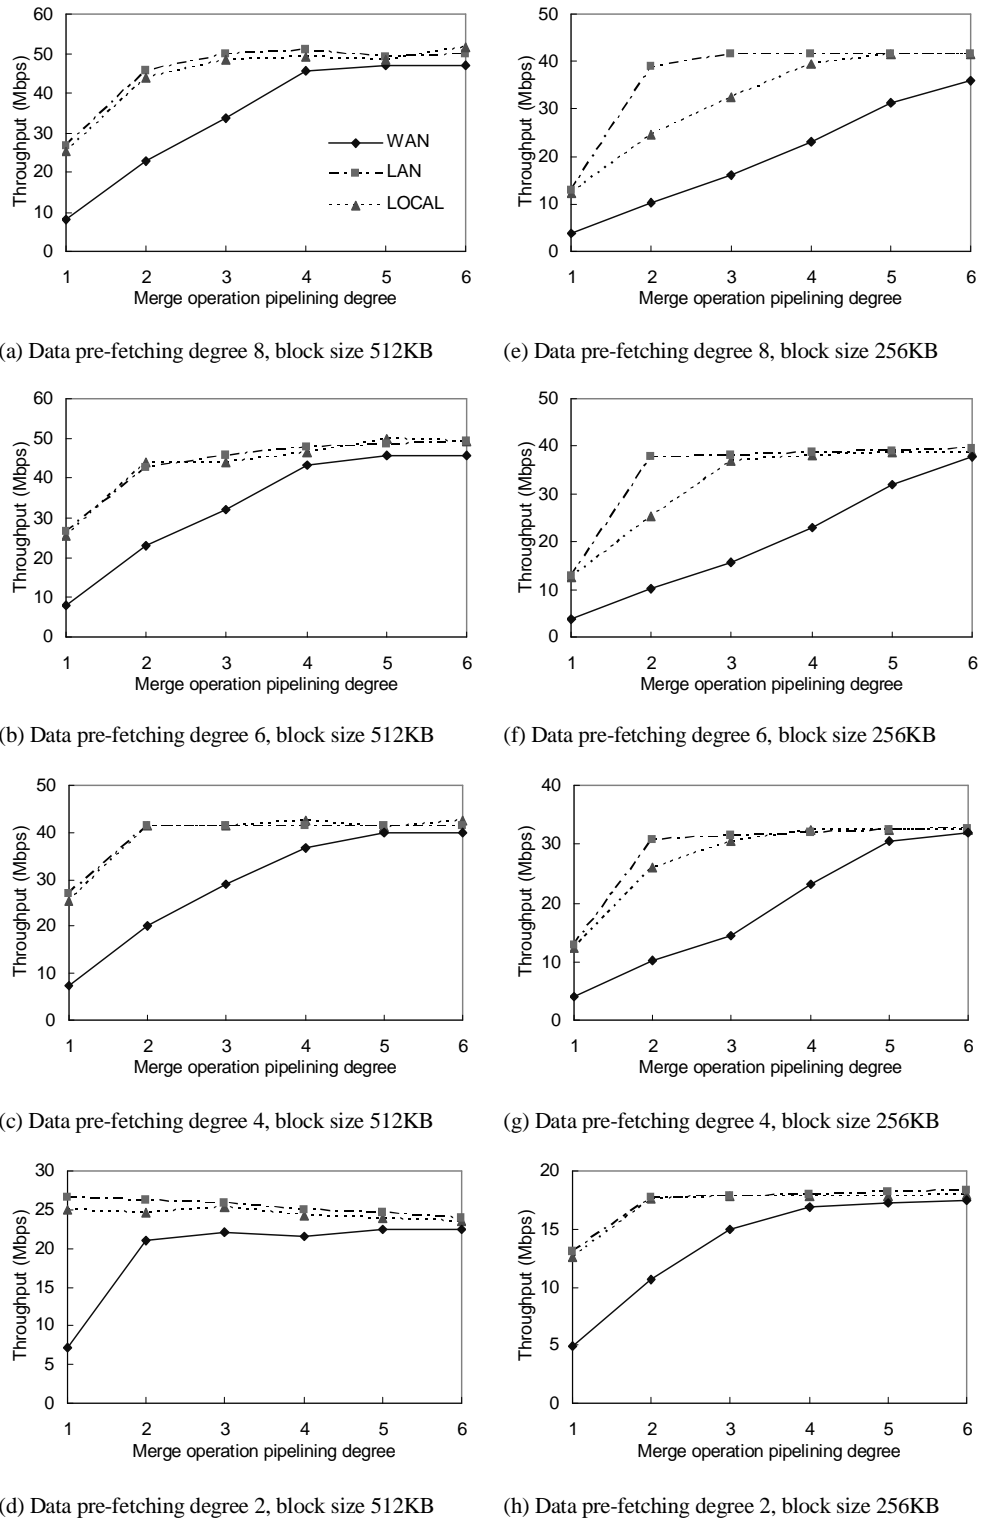 60
50
40
30
20
10
0
Throughput (Mbps)
WAN
LAN
LOCAL
1 2 3 4 5 6
Merge operation pipelining degree
(a) Data pre-fetching degree 8, block size 512KB
50
40
30
20
10
0
Throughput (Mbps)
1 2 3 4 5 6
Merge operation pipelining degree
(e) Data pre-fetching degree 8, block size 256KB
60
50
40
30
20
10
0
Throughput (Mbps)
1 2 3 4 5 6
Merge operation pipelining degree
(b) Data pre-fetching degree 6, block size 512KB
50
40
30
20
10
0
Throughput (Mbps)
1 2 3 4 5 6
Merge operation pipelining degree
(f) Data pre-fetching degree 6, block size 256KB
50
40
30
20
10
0
Throughput (Mbps)
1 2 3 4 5 6
Merge operation pipelining degree
(c) Data pre-fetching degree 4, block size 512KB
40
30
20
10
0
Throughput (Mbps)
1 2 3 4 5 6
Merge operation pipelining degree
(g) Data pre-fetching degree 4, block size 256KB
30
25
20
15
10
5
0
Throughput (Mbps)
1 2 3 4 5 6
Merge operation pipelining degree
(d) Data pre-fetching degree 2, block size 512KB
20
15
10
5
0
Throughput (Mbps)
1 2 3 4 5 6
Merge operation pipelining degree
(h) Data pre-fetching degree 2, block size 256KB